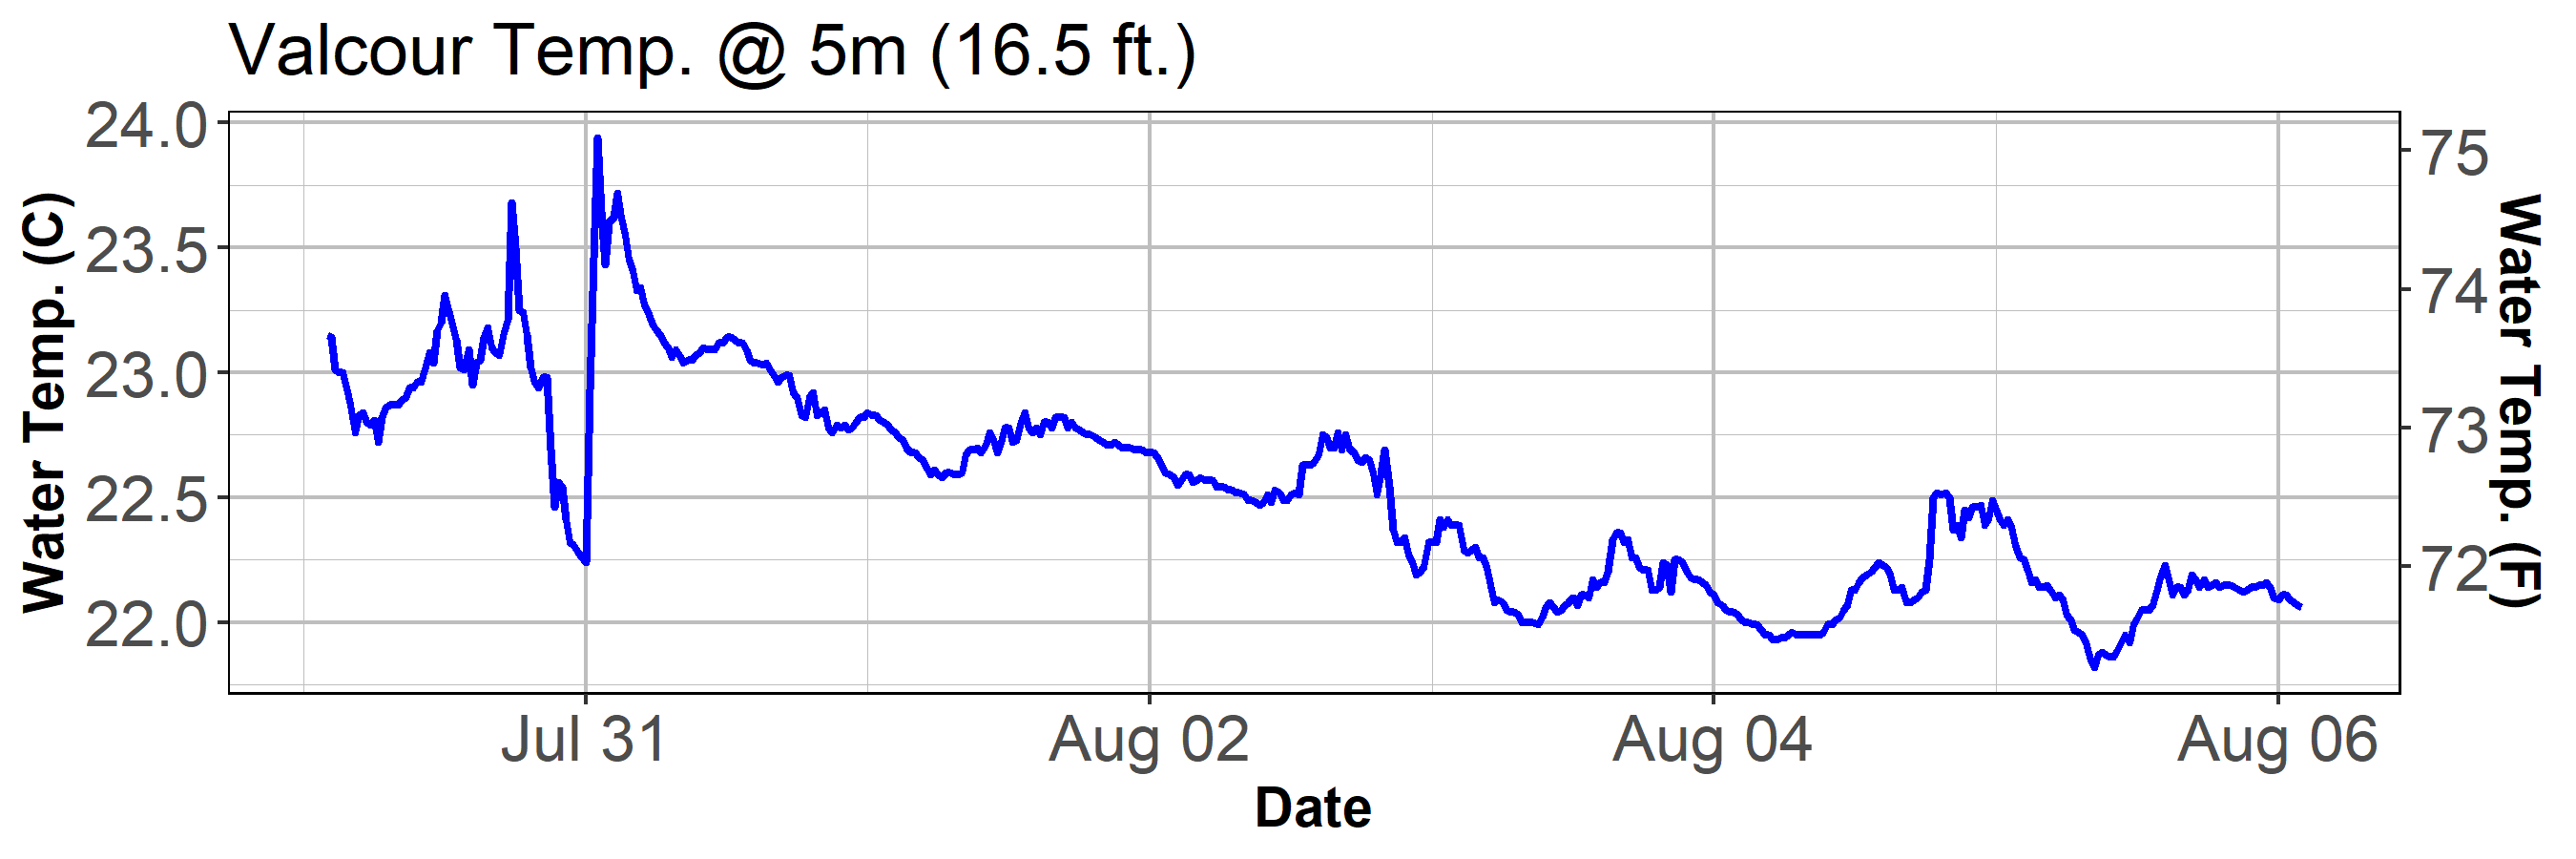 Valcour Temp. @ 5m (16.5 ft.)
Water Temp. (C)
24.0
23.5
23.0
22.5
22.0
75
74
73
72
Water Temp. (F)
Jul 31 Aug 02 Aug 04 Aug 06
Date